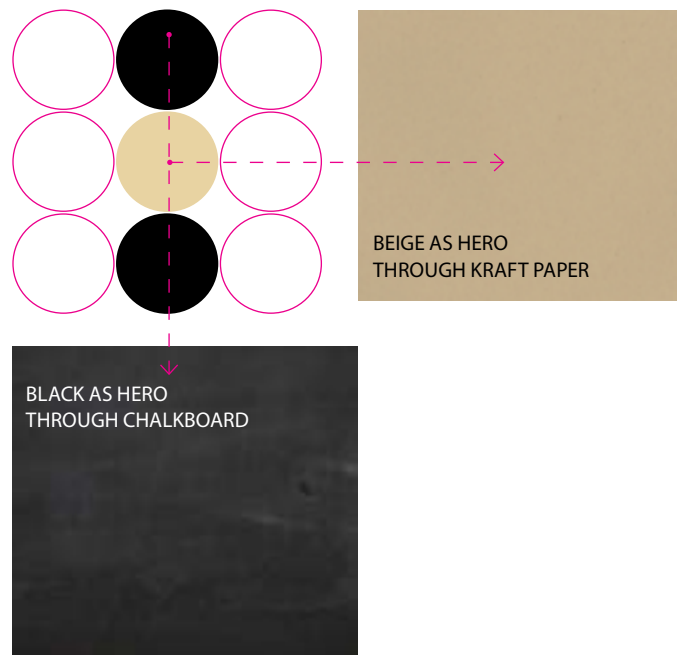 BEIGE AS HERO
THROUGH KRAFT PAPER
BLACK AS HERO
THROUGH CHALKBOARD